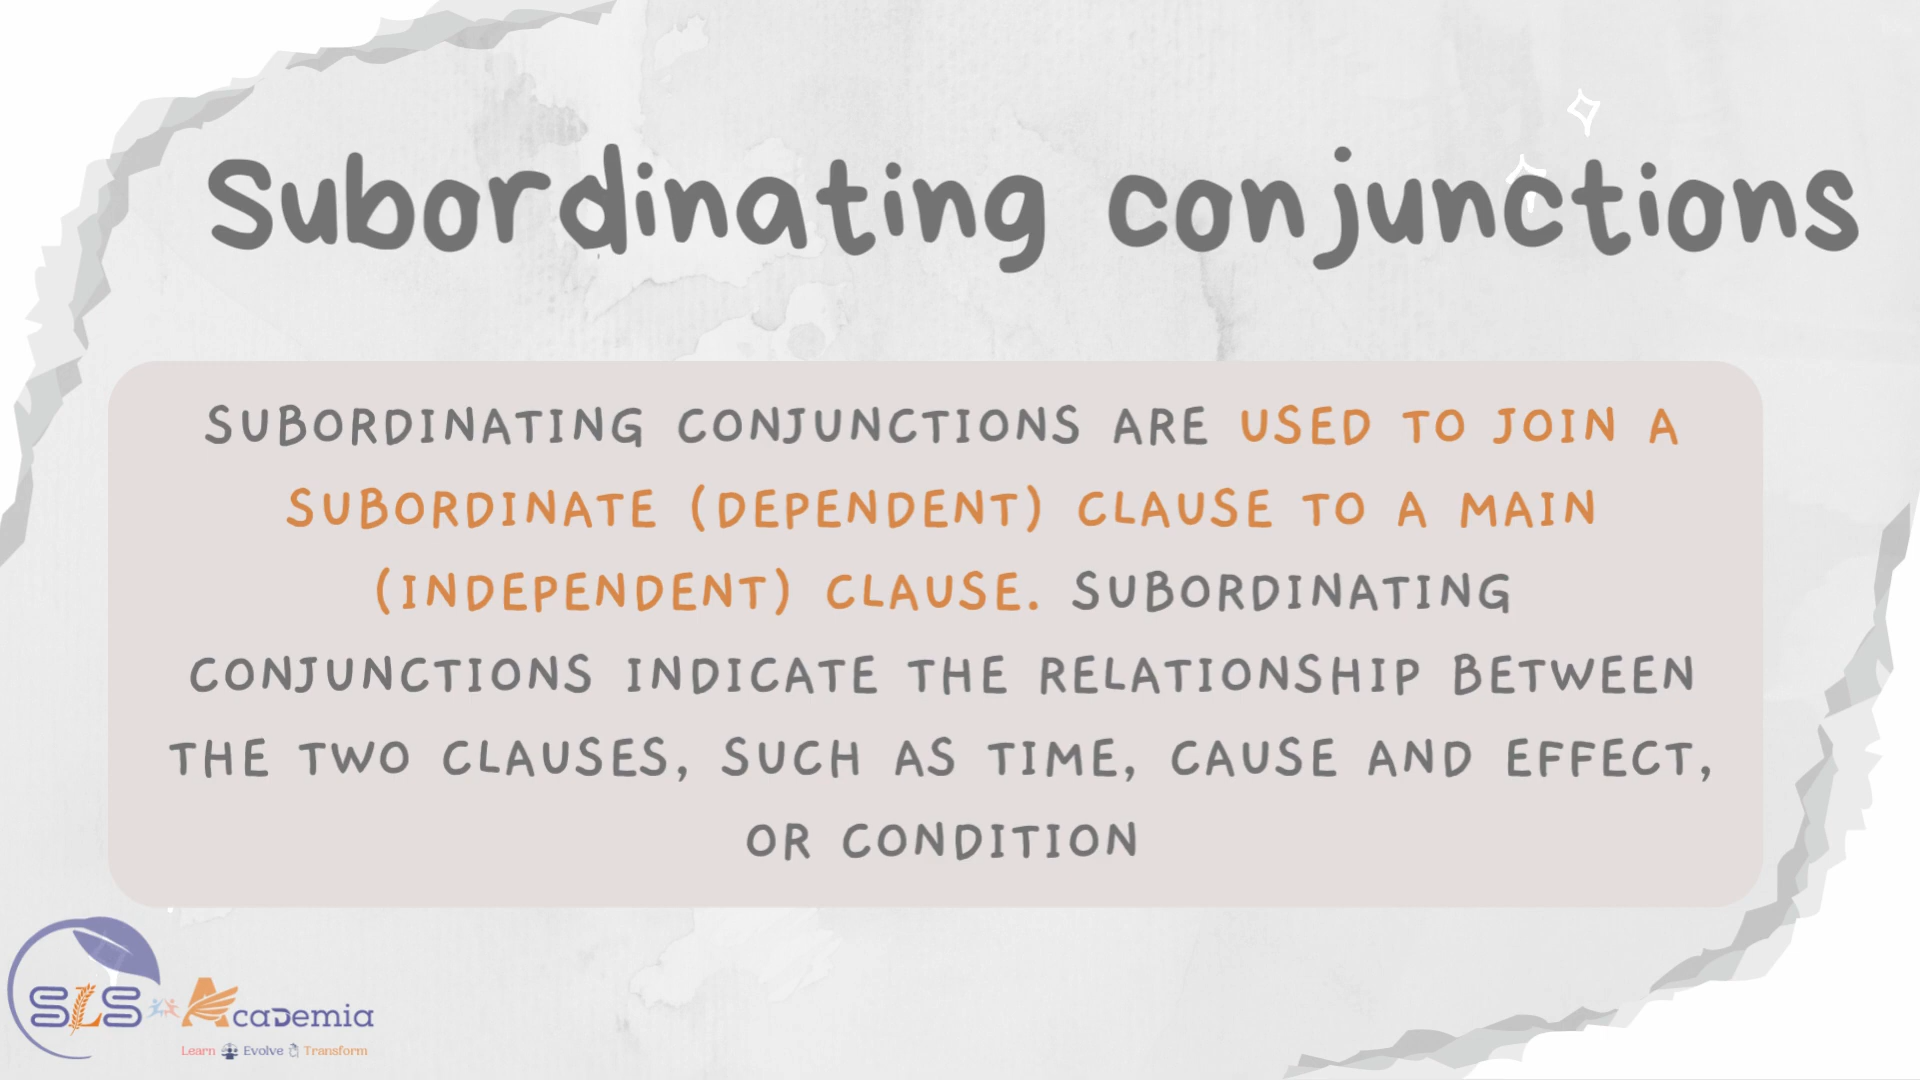 Subordinating conjunctions
SUBORDINATING CONJUNCTIONS ARE USED TO JOIN A
SUBORDINATE (DEPENDENT) CLAUSE TO A MAIN
(INDEPENDENT) CLAUSE. SUBORDINATING
CONJUNCTIONS INDICATE THE RELATIONSHIP BETWEEN
THE TWO CLAUSES, SUCH AS TIME, CAUSE AND EFFECT,
OR CONDITION
SLS AcaDemia
Learn Evolve Transform